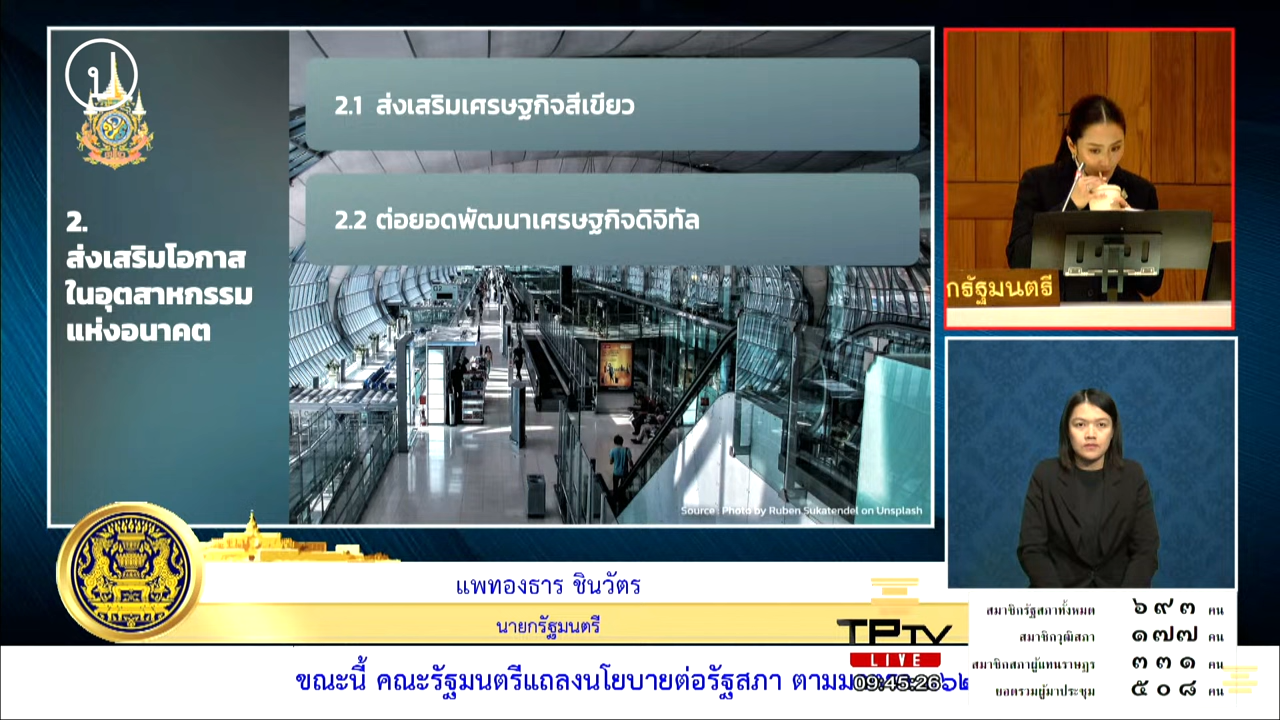 น
2.
ส่งเสริมโอกาส
ในอุตสาหกรรม
แห่งอนาคต
2.1 ส่งเสริมเศรษฐกิจสีเขียว
2.2 ต่อยอดพัฒนาเศรษฐกิจดิจิทัล
Source : Photo by Ruben Sukatendel on Unsplash
กรัฐมนตรี
แพทองธาร ชินวัตร
นายกรัฐมนตรี
TPTV
LIVE
09:45:26
ขณะนี้ คณะรัฐมนตรีแถลงนโยบายต่อรัฐสภา ตามม
สมาชิกรัฐสภาทั้งหมด ๖๙๓ คน
สมาชิกวุฒิสภา ๑๗๗ คน
สมาชิกสภาผู้แทนราษฎร ๓๓๑ คน
ยอดรวมผู้มาประชุม ๕๐๘ คน